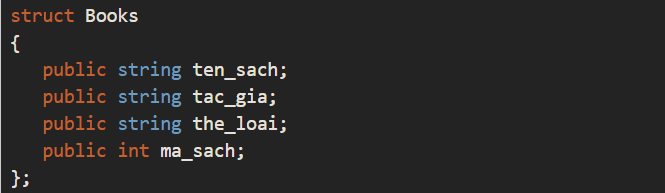 struct Books
{
public string ten_sach;
public string tac_gia;
public string the_loai;
public int ma_sach;
};